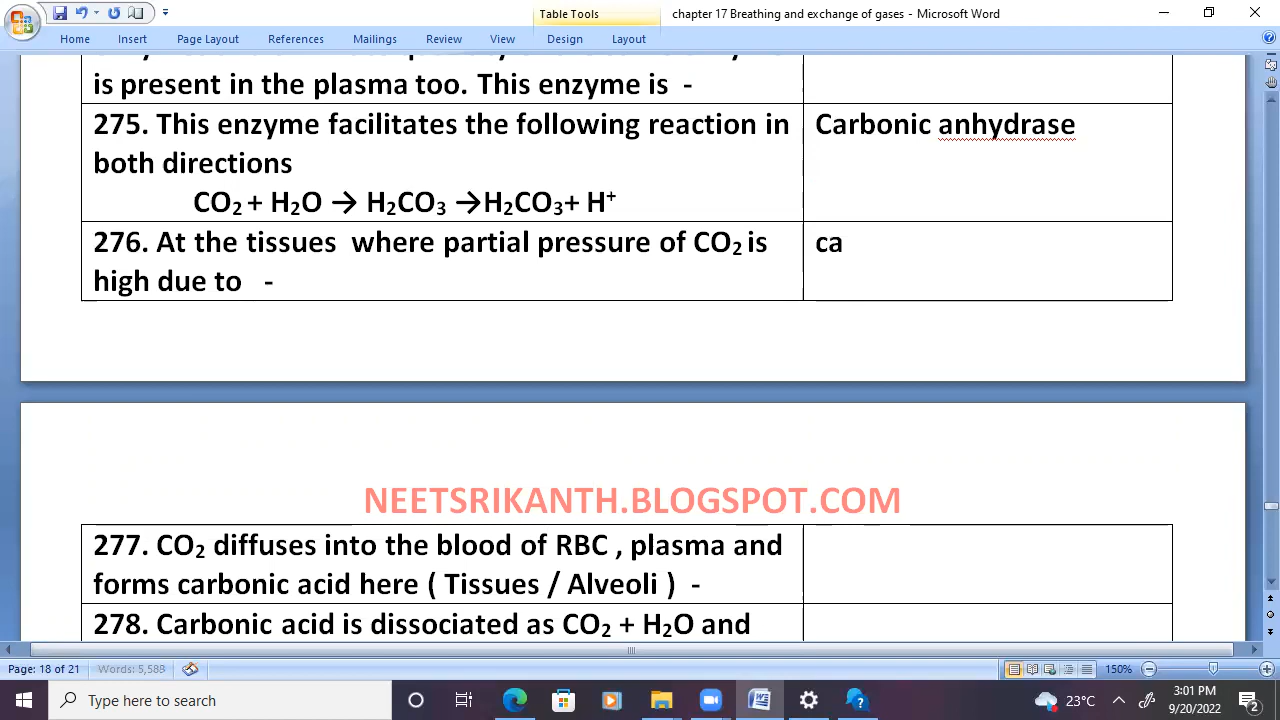 Table Tools
chapter 17 Breathing and exchange of gases - Microsoft Word
Home Insert Page Layout References Mailings Review View Design Layout
is present in the plasma too. This enzyme is -
275. This enzyme facilitates the following reaction in
both directions
CO₂ + H₂O → H₂CO₃ →H₂CO₃+ H⁺
Carbonic anhydrase
276. At the tissues where partial pressure of CO₂ is
high due to -
ca
NEETSRIKANTH.BLOGSPOT.COM
277. CO₂ diffuses into the blood of RBC , plasma and
forms carbonic acid here ( Tissues / Alveoli ) -
278. Carbonic acid is dissociated as CO₂ + H₂O and
Page: 18 of 21 Words: 5,583 150%
Type here to search
23°C
3:01 PM
9/20/2022
2